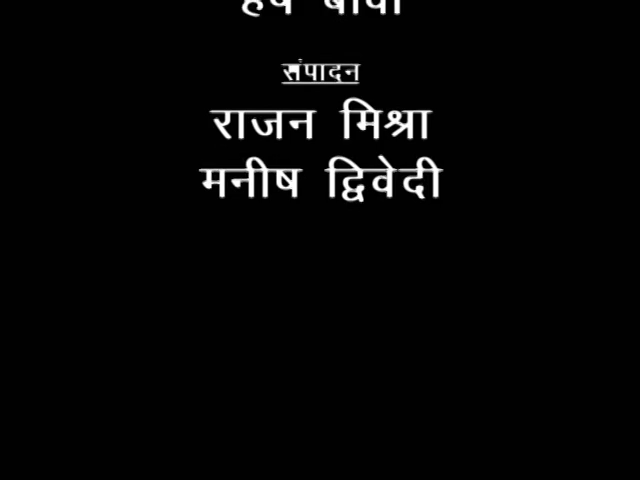 संपादन
राजन मिश्रा
मनीष द्विवेदी